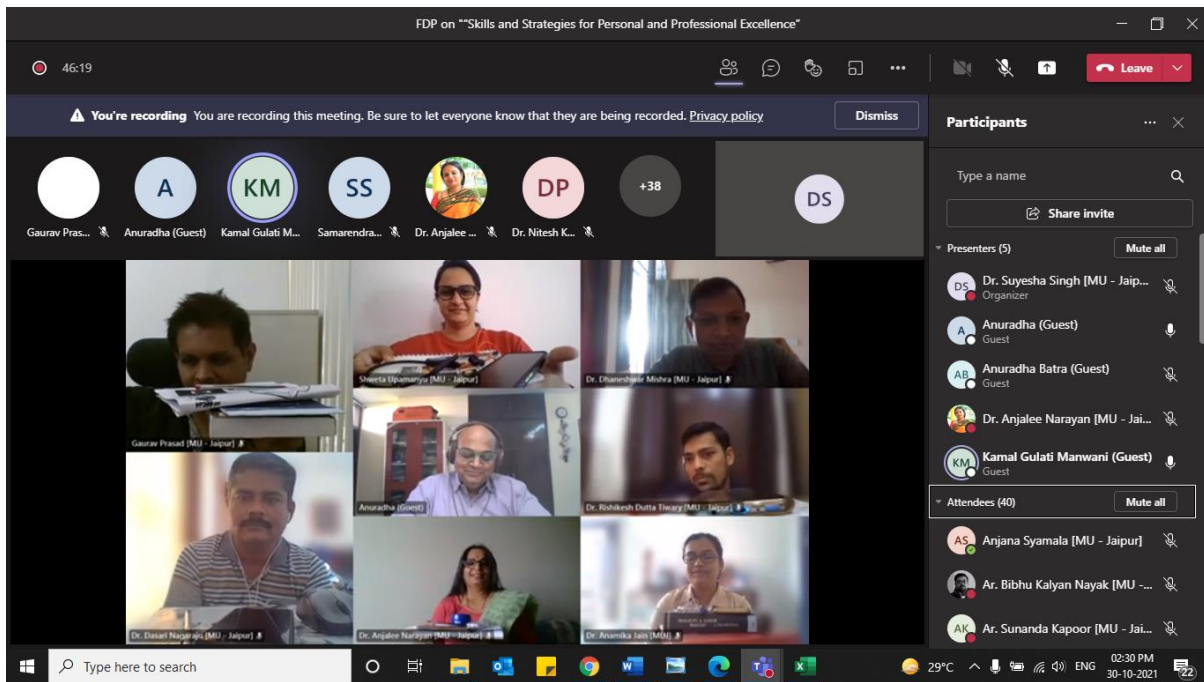 FDP on ""Skills and Strategies for Personal and Professional Excellence"
46:19
Leave
You're recording You are recording this meeting. Be sure to let everyone know that they are being recorded. Privacy policy
Dismiss
A
KM
SS
DP
+38
DS
Gaurav Pras...
Anuradha (Guest)
Kamal Gulati M...
Samarendra...
Dr. Anjalee ...
Dr. Nitesh K...
Shweta Upamanyu [MU - Jaipur]
Dr. Dhaneshwar Mishra [MU - Jaipur]
Gaurav Prasad [MU - Jaipur]
Anuradha (Guest)
Dr. Rishikesh Dutta Tiwary [MU - Jaipur]
Dr. Dasari Nagaraju [MU - Jaipur]
Dr. Anjalee Narayan [MU - Jaipur]
Dr. Anamika Jain [MUJ]
Participants
Type a name
Share invite
Presenters (5)
Mute all
DS
Dr. Suyesha Singh [MU - Jaip...
Organizer
A
Anuradha (Guest)
Guest
AB
Anuradha Batra (Guest)
Guest
Dr. Anjalee Narayan [MU - Jai...
KM
Kamal Gulati Manwani (Guest)
Guest
Attendees (40)
Mute all
AS
Anjana Syamala [MU - Jaipur]
Ar. Bibhu Kalyan Nayak [MU -...
AK
Ar. Sunanda Kapoor [MU - Jai...
Type here to search
29°C
ENG
02:30 PM
30-10-2021
22